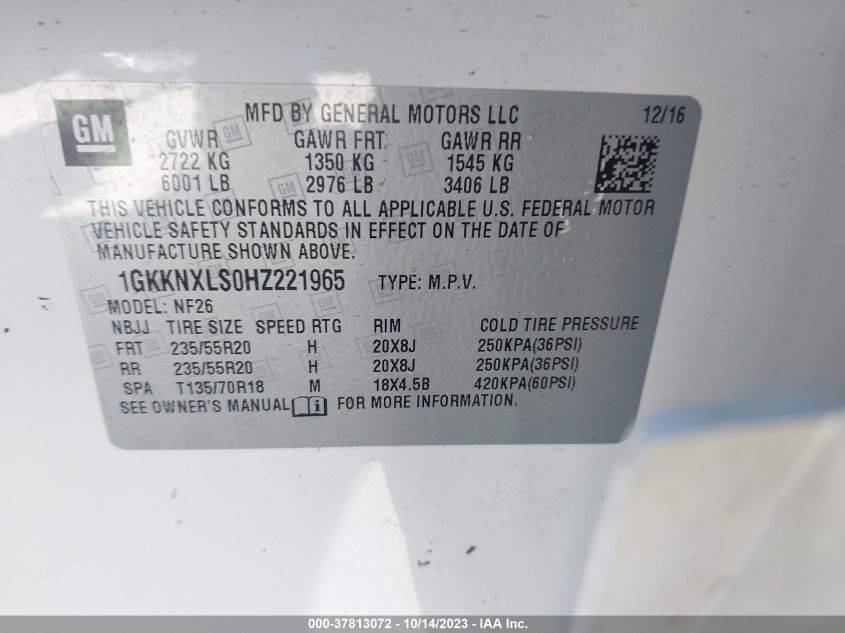 GM
MFD BY GENERAL MOTORS LLC 12/16
GVWR GAWR FRT GAWR RR
2722 KG 1350 KG 1545 KG
6001 LB 2976 LB 3406 LB
THIS VEHICLE CONFORMS TO ALL APPLICABLE U.S. FEDERAL MOTOR
VEHICLE SAFETY STANDARDS IN EFFECT ON THE DATE OF
MANUFACTURE SHOWN ABOVE.
1GKKNXLS0HZ221965 TYPE: M.P.V.
MODEL: NF26
NBJJ TIRE SIZE SPEED RTG RIM COLD TIRE PRESSURE
FRT 235/55R20 H 20X8J 250KPA(36PSI)
RR 235/55R20 H 20X8J 250KPA(36PSI)
SPA T135/70R18 M 18X4.5B 420KPA(60PSI)
SEE OWNER'S MANUAL i FOR MORE INFORMATION.
000-37813072 - 10/14/2023 - IAA Inc.